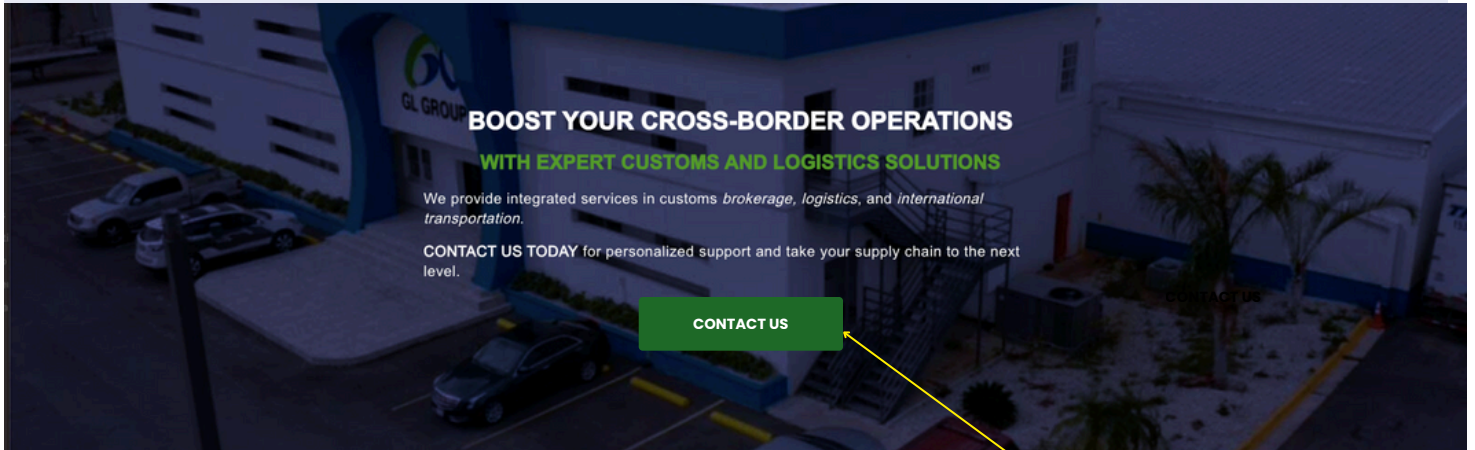 GL GROUP
BOOST YOUR CROSS-BORDER OPERATIONS
WITH EXPERT CUSTOMS AND LOGISTICS SOLUTIONS
We provide integrated services in customs brokerage, logistics, and international
transportation.
CONTACT US TODAY for personalized support and take your supply chain to the next
level.
CONTACT US
CONTACT US